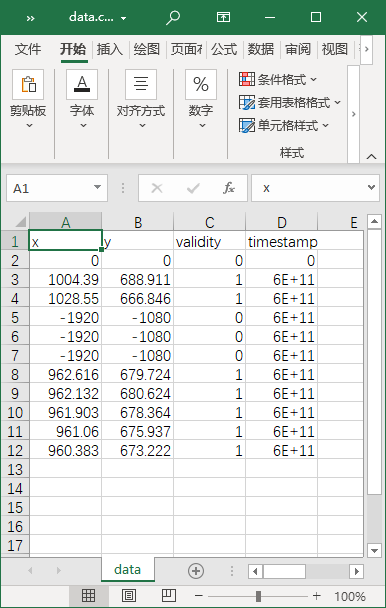 » data.c...
文件 开始 插入 绘图 公式 数据 审阅 视图
剪贴板 字体 对齐方式 % 数字 条件格式 套用表格格式 单元格样式 样式
A1 fx x
A B C D E
1 x y validity timestamp
2 0 0 0 0
3 1004.39 688.911 1 6E+11
4 1028.55 666.846 1 6E+11
5 -1920 -1080 0 6E+11
6 -1920 -1080 0 6E+11
7 -1920 -1080 0 6E+11
8 962.616 679.724 1 6E+11
9 962.132 680.624 1 6E+11
10 961.903 678.364 1 6E+11
11 961.06 675.937 1 6E+11
12 960.383 673.222 1 6E+11
13
14
15
16
17
data
100%